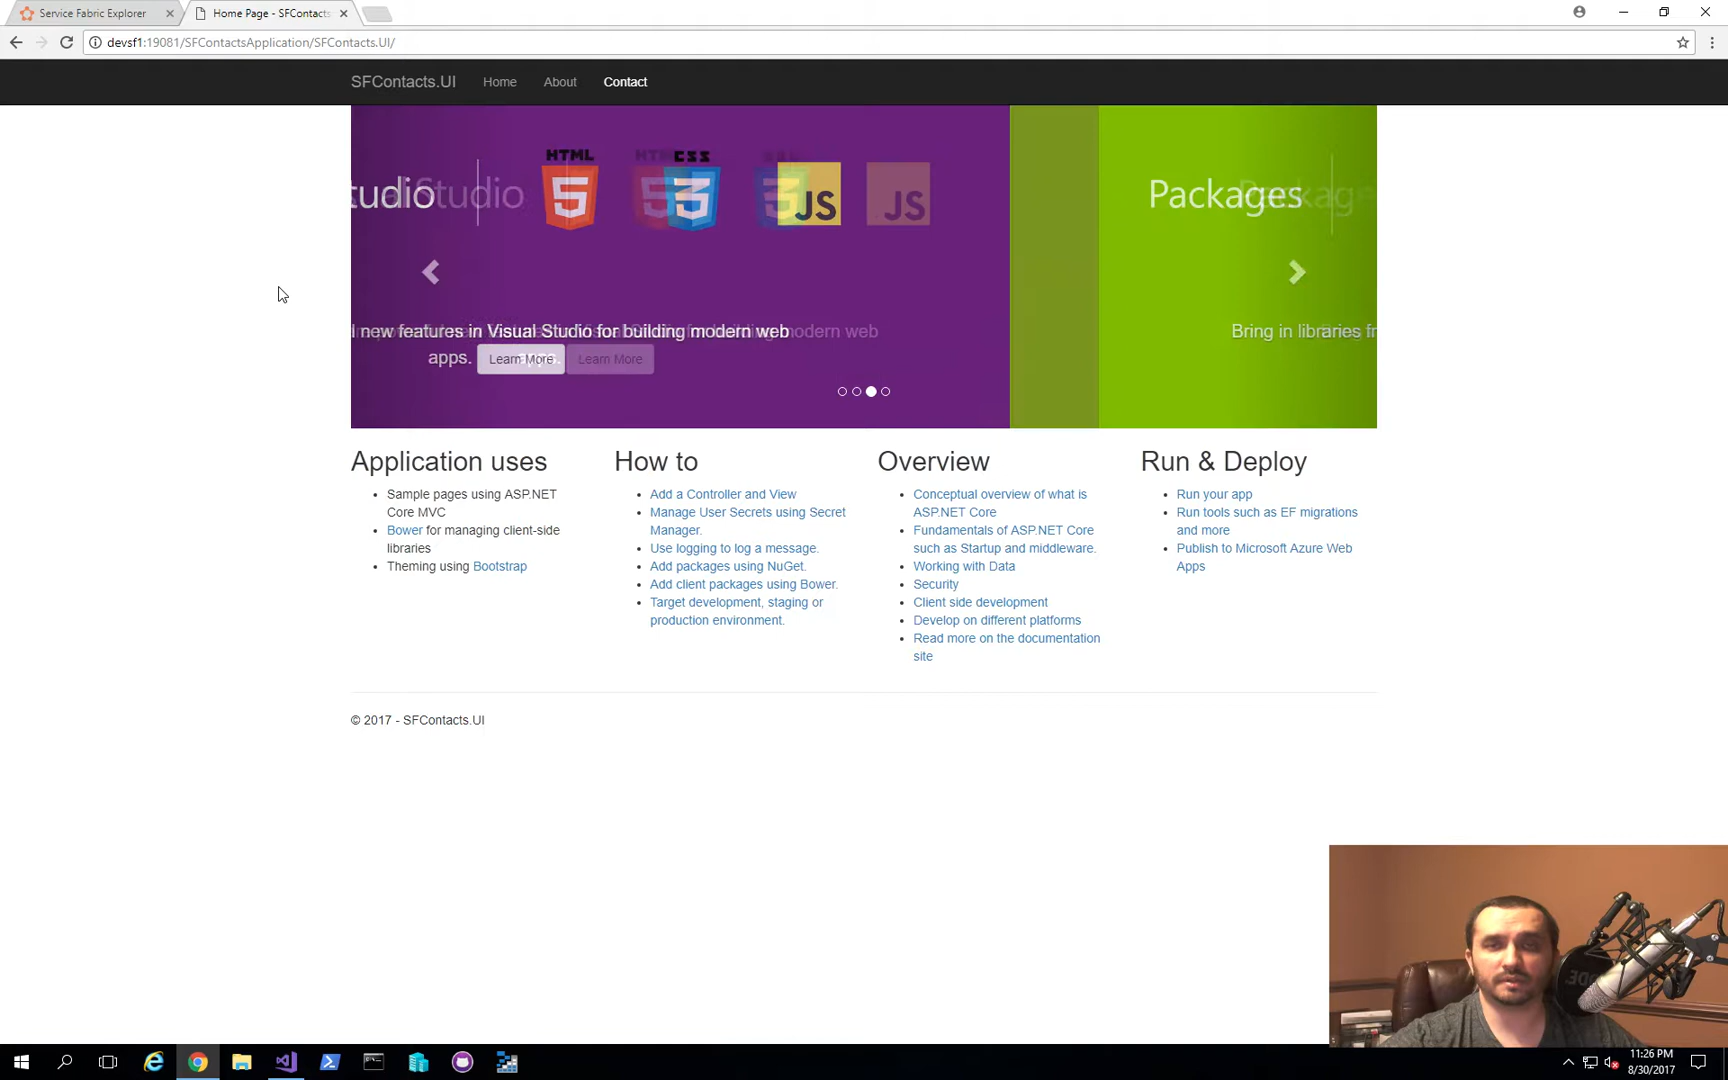 Service Fabric Explorer
Home Page - SFContacts
devsf1:19081/SFContactsApplication/SFContacts.UI/
SFContacts.UI Home About Contact
tudio Studio
HTML
CSS
JS JS
Packages
new features in Visual Studio for building modern web
apps. Learn More Learn More
Bring in libraries fr
Application uses
Sample pages using ASP.NET
Core MVC
Bower for managing client-side
libraries
Theming using Bootstrap
How to
Add a Controller and View
Manage User Secrets using Secret
Manager.
Use logging to log a message.
Add packages using NuGet.
Add client packages using Bower.
Target development, staging or
production environment.
Overview
Conceptual overview of what is
ASP.NET Core
Fundamentals of ASP.NET Core
such as Startup and middleware.
Working with Data
Security
Client side development
Develop on different platforms
Read more on the documentation
site
Run & Deploy
Run your app
Run tools such as EF migrations
and more
Publish to Microsoft Azure Web
Apps
© 2017 - SFContacts.UI
11:26 PM
8/30/2017